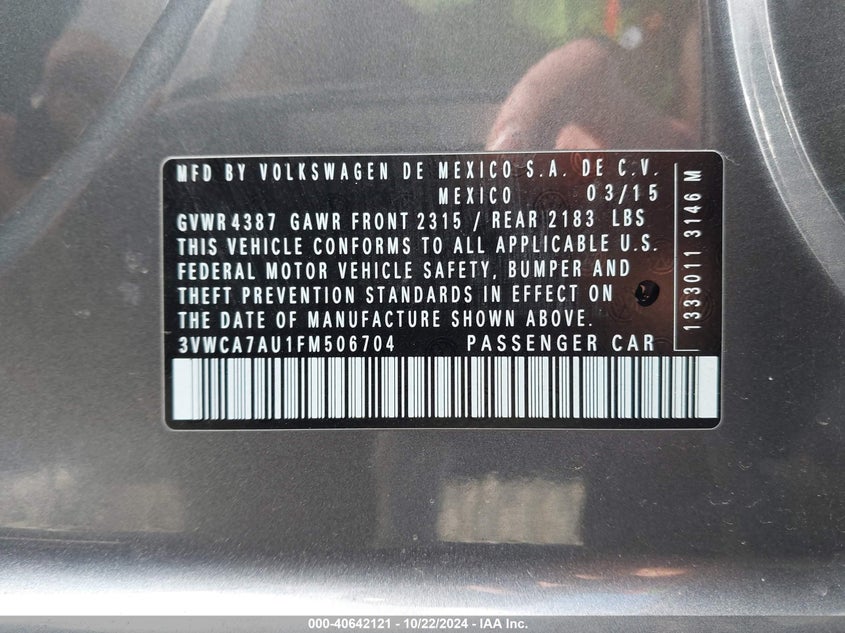 MFD BY VOLKSWAGEN DE MEXICO S.A. DE C.V.
MEXICO 03/15
GVWR 4387 GAWR FRONT 2315 / REAR 2183 LBS
THIS VEHICLE CONFORMS TO ALL APPLICABLE U.S.
FEDERAL MOTOR VEHICLE SAFETY, BUMPER AND
THEFT PREVENTION STANDARDS IN EFFECT ON
THE DATE OF MANUFACTURE SHOWN ABOVE.
3VWCA7AU1FM506704 PASSENGER CAR
1333011 3146 M
000-40642121 - 10/22/2024 - IAA Inc.